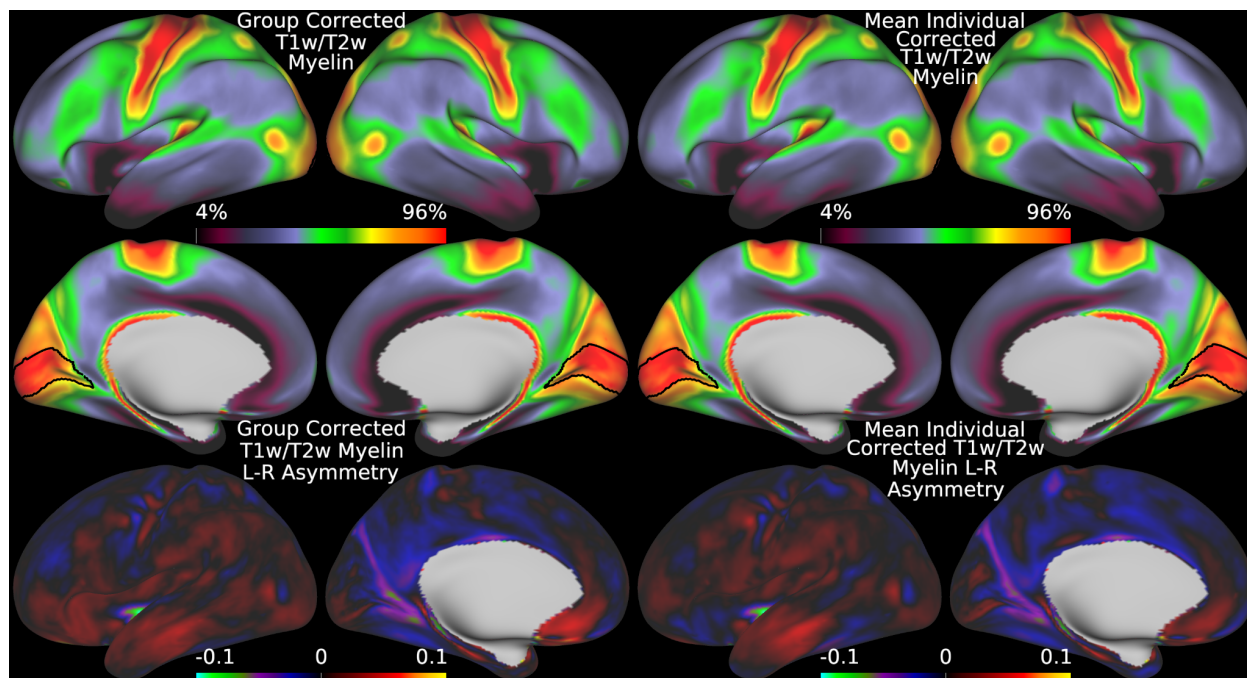 Group Corrected
T1w/T2w
Myelin
Mean Individual
Corrected
T1w/T2w
Myelin
4%
96%
4%
96%
Group Corrected
T1w/T2w Myelin
L-R Asymmetry
Mean Individual
Corrected T1w/T2w
Myelin L-R
Asymmetry
-0.1
0
0.1
-0.1
0
0.1